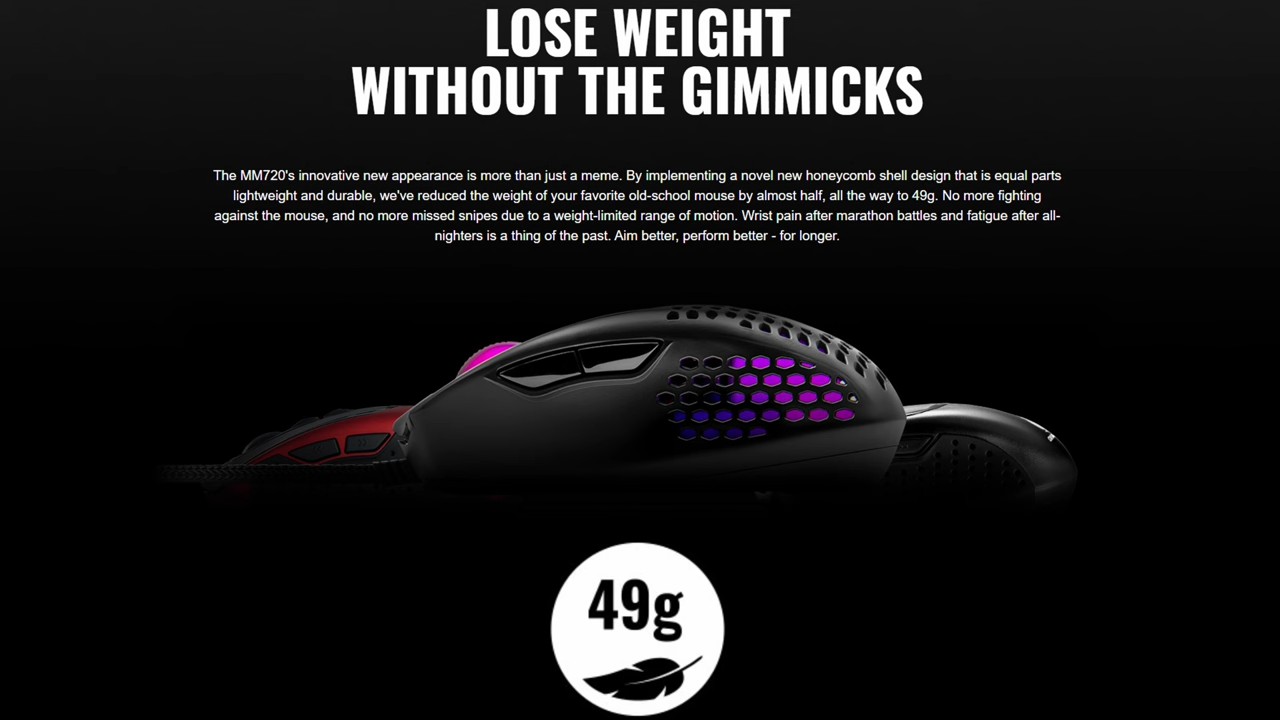 LOSE WEIGHT
WITHOUT THE GIMMICKS
The MM720's innovative new appearance is more than just a meme. By implementing a novel new honeycomb shell design that is equal parts
lightweight and durable, we've reduced the weight of your favorite old-school mouse by almost half, all the way to 49g. No more fighting
against the mouse, and no more missed snipes due to a weight-limited range of motion. Wrist pain after marathon battles and fatigue after all-
nighters is a thing of the past. Aim better, perform better - for longer.
49g